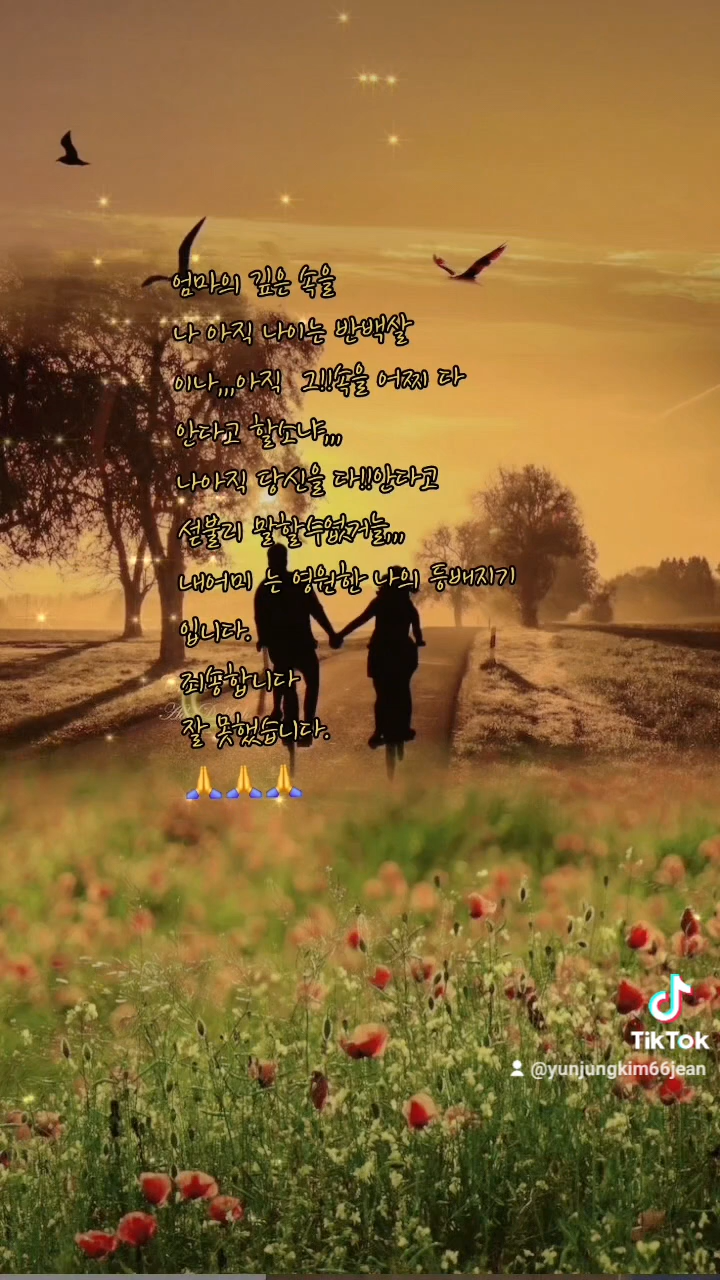 엄마의 깊은 속을
나 아직 나이는 반백살
이나,,,아직 그!!속을 어찌 다
안다고 할소냐,,,
나아직 당신을 다!!안다고
섣불리 말할수없거늘,,,
내어미 는 영원한 나의 등배지기
입니다.
죄송합니다
잘 못했습니다.
🙏🙏🙏
TikTok
@yunjungkim66jean